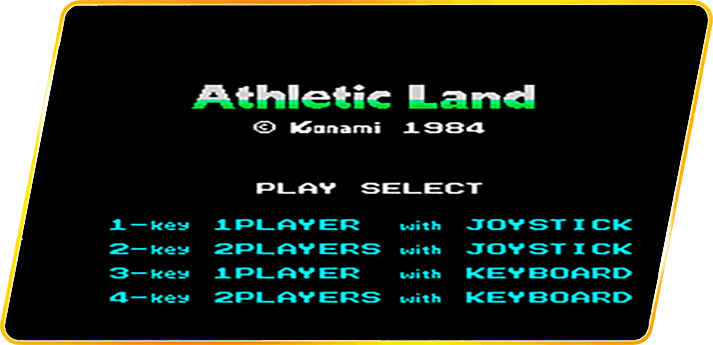 Athletic Land
© Konami 1984
PLAY SELECT
1-key 1PLAYER with JOYSTICK
2-key 2PLAYERS with JOYSTICK
3-key 1PLAYER with KEYBOARD
4-key 2PLAYERS with KEYBOARD